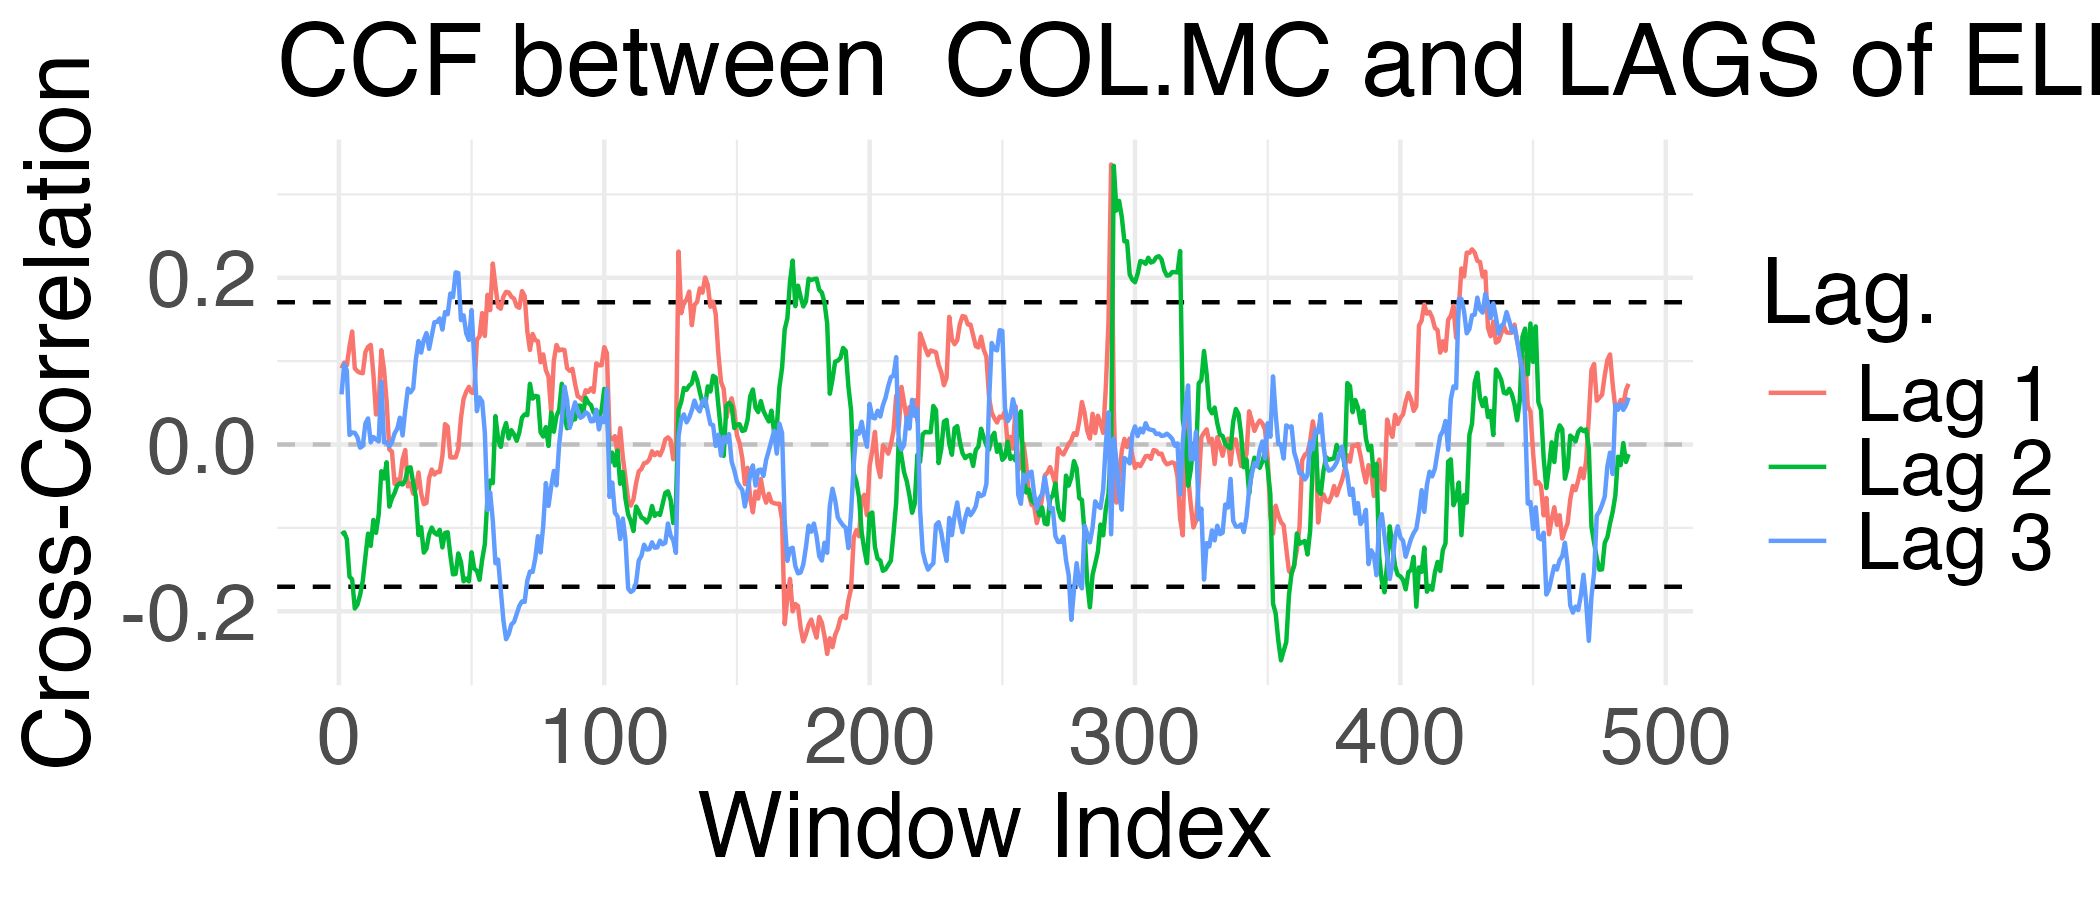 CCF between  COL.MC and LAGS of
Cross-Correlation
0.2
0.0
-0.2
0
100
200
300
400
500
Window Index
Lag.
Lag 1
Lag 2
Lag 3